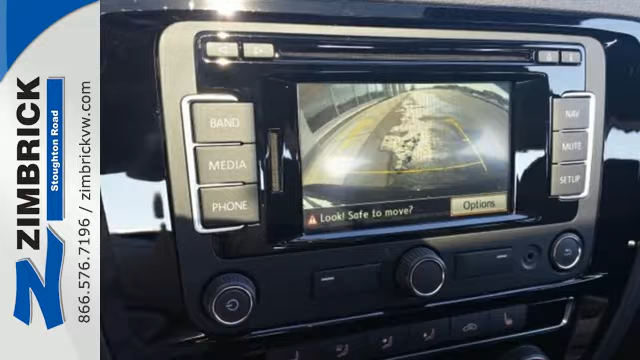 ZIMBRICK
Stoughton Road
866.576.7196 / zimbrickvw.com
BAND
MEDIA
PHONE
NAV
MUTE
SETUP
Look! Safe to move?
Options